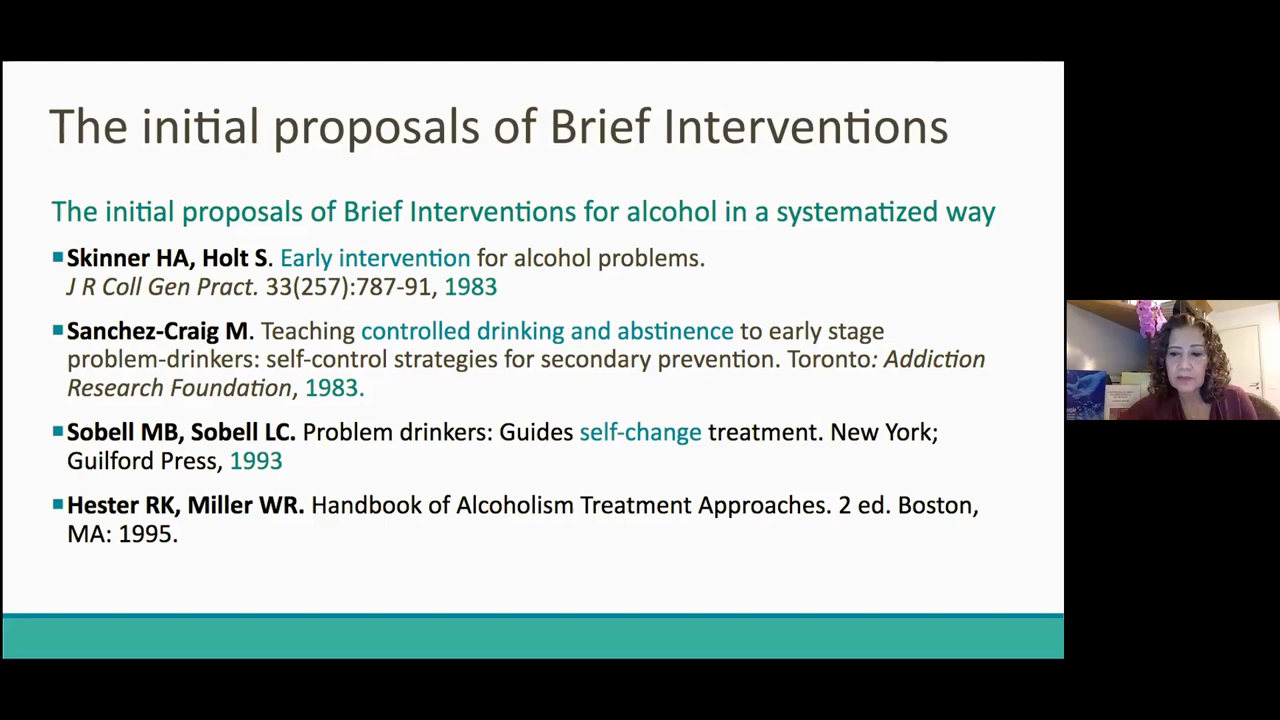 The initial proposals of Brief Interventions
The initial proposals of Brief Interventions for alcohol in a systematized way
Skinner HA, Holt S. Early intervention for alcohol problems.
J R Coll Gen Pract. 33(257):787-91, 1983
Sanchez-Craig M. Teaching controlled drinking and abstinence to early stage
problem-drinkers: self-control strategies for secondary prevention. Toronto: Addiction
Research Foundation, 1983.
Sobell MB, Sobell LC. Problem drinkers: Guides self-change treatment. New York;
Guilford Press, 1993
Hester RK, Miller WR. Handbook of Alcoholism Treatment Approaches. 2 ed. Boston,
MA: 1995.